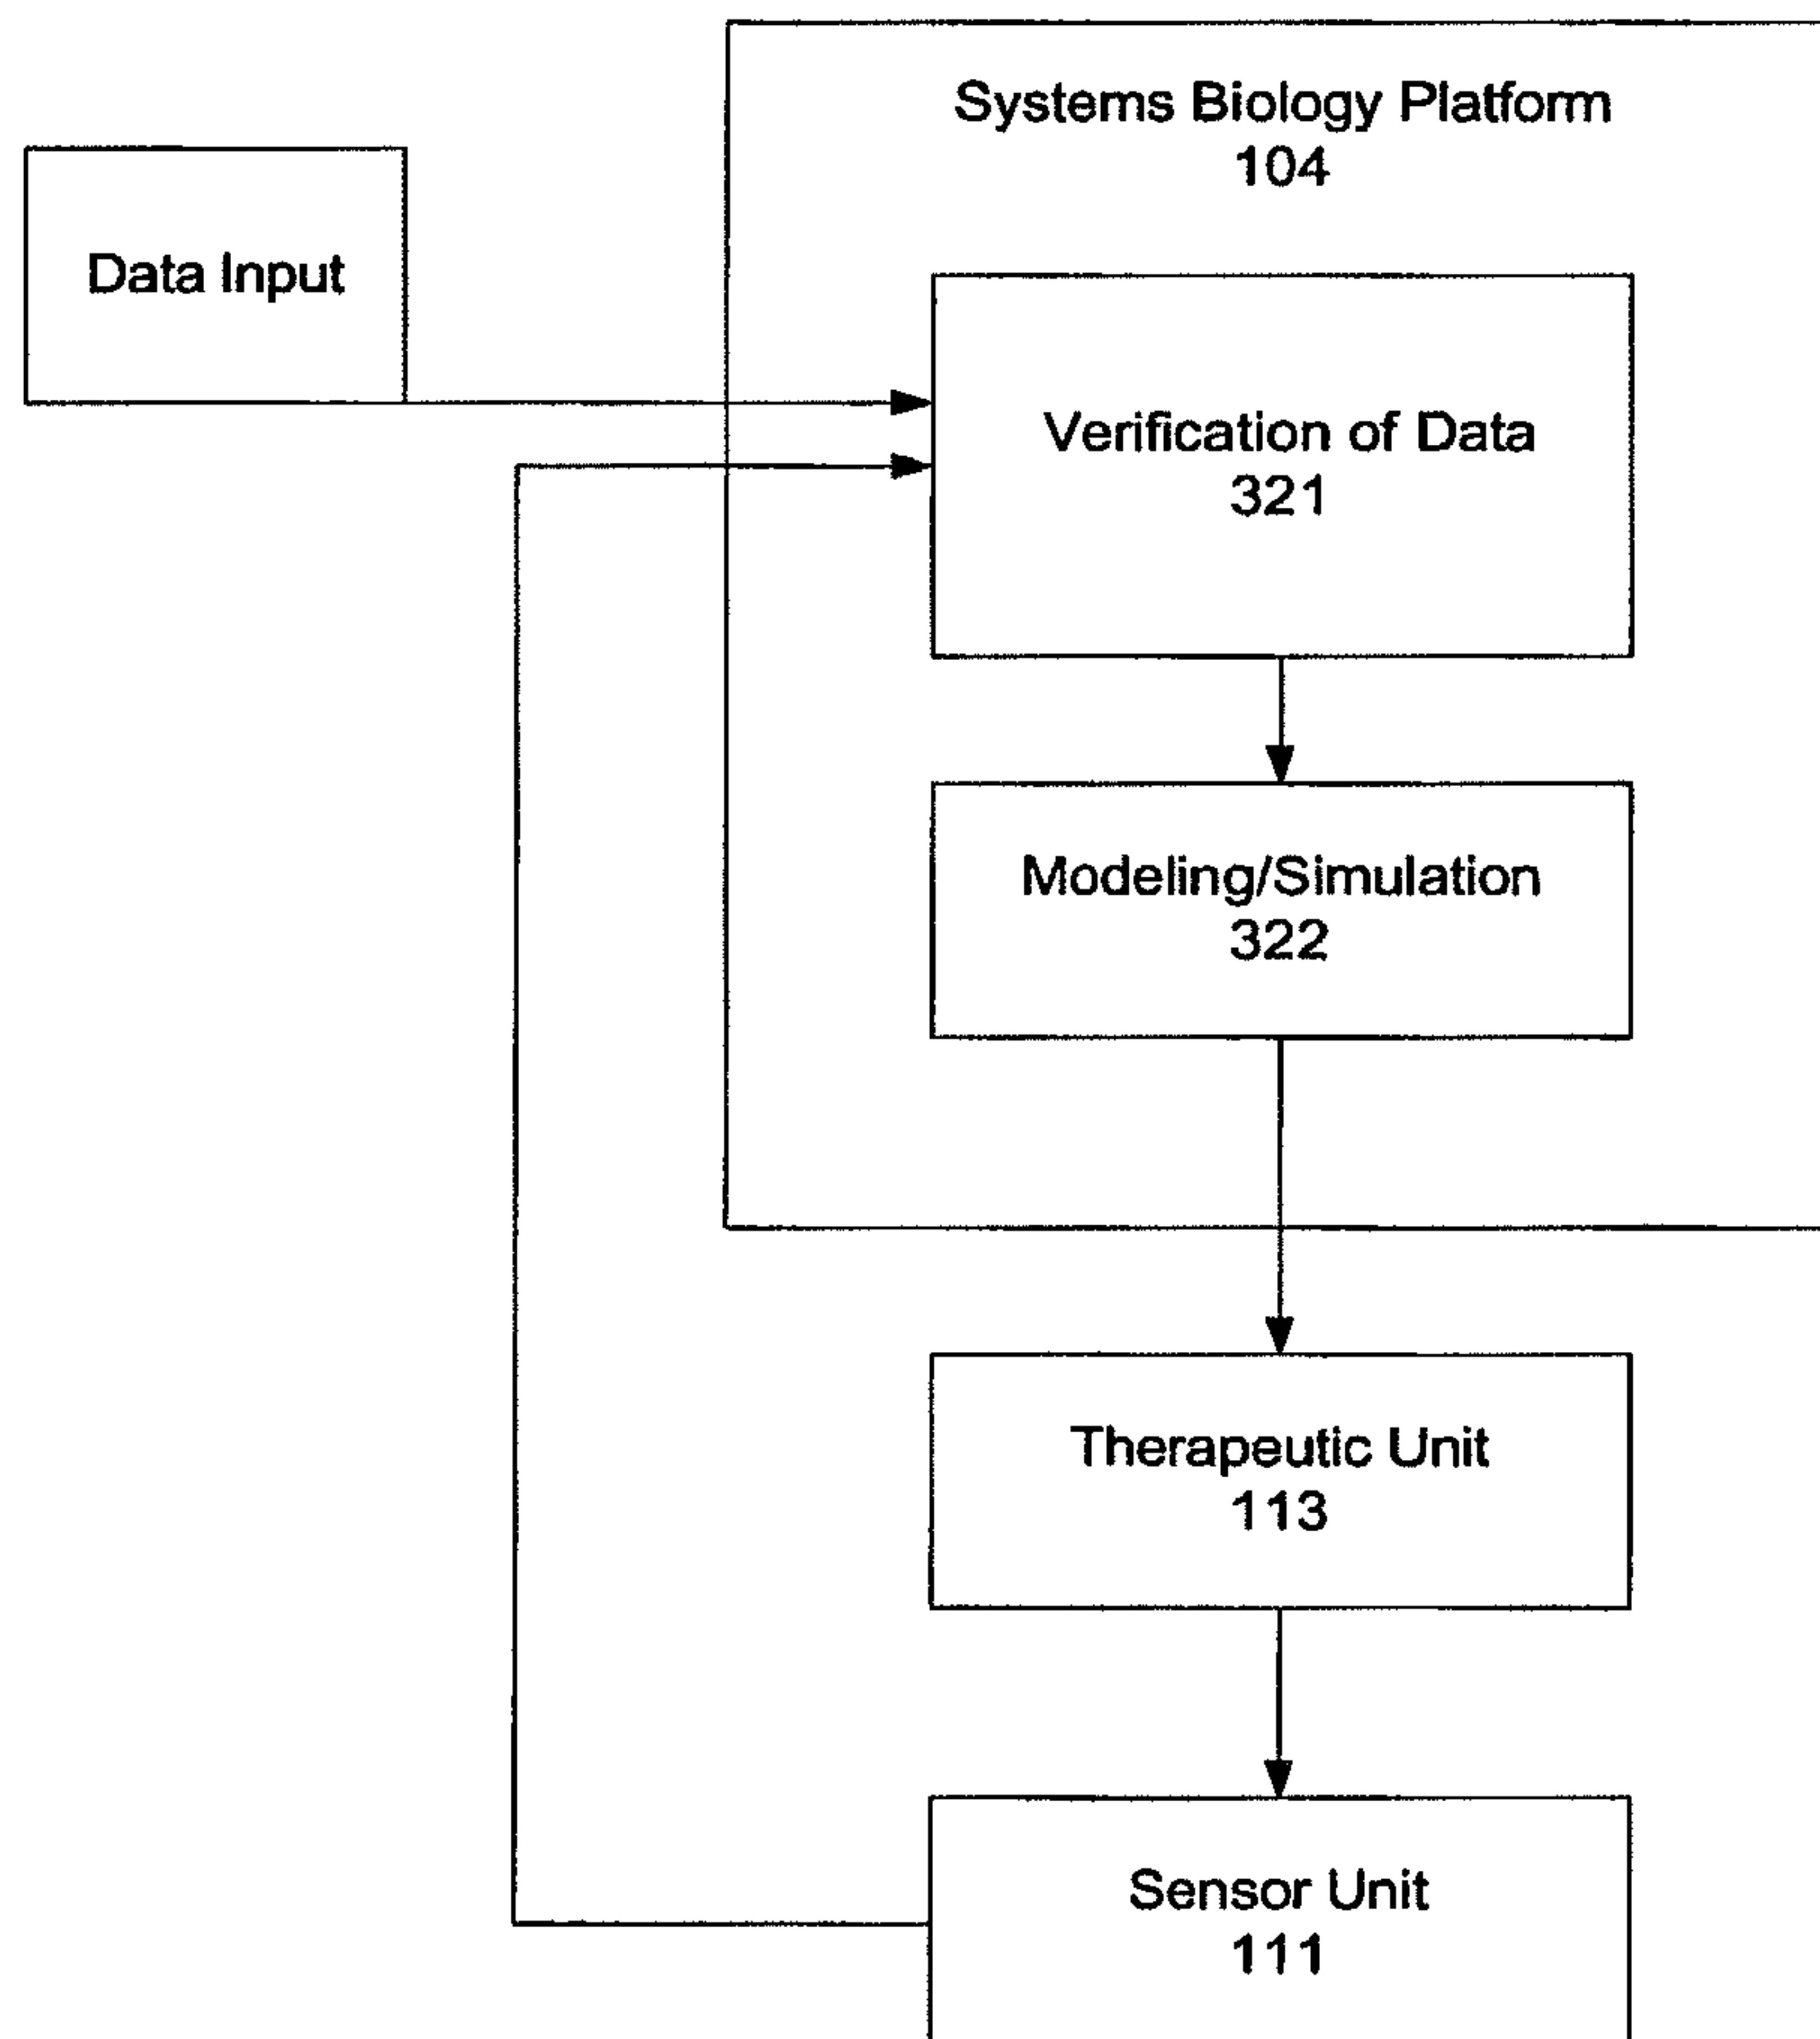 Systems Biology Platform
104
Data Input
Verification of Data
321
Modeling/Simulation
322
Therapeutic Unit
113
Sensor Unit
111